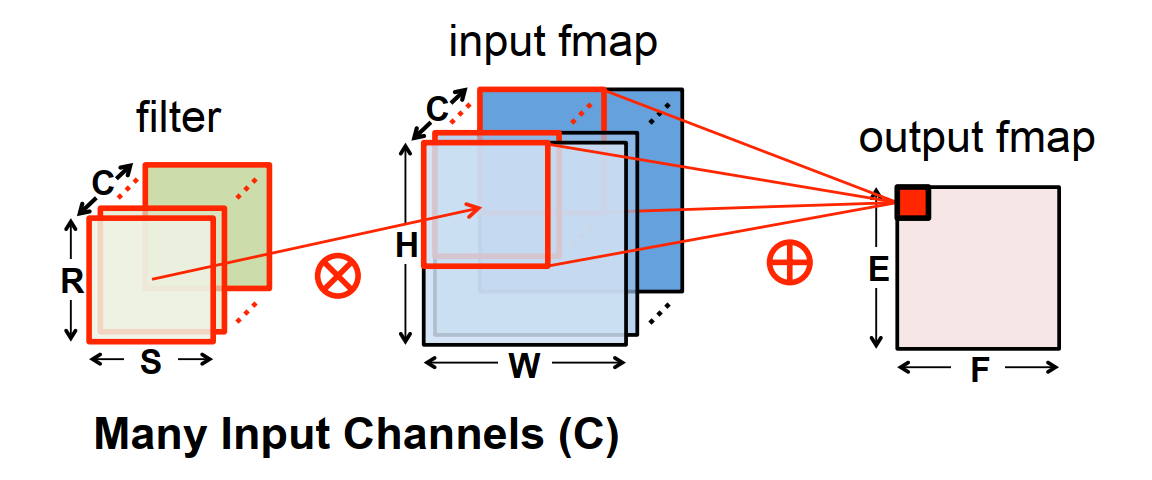 input fmap
filter
output fmap
C
C
R
H
E
S
W
F
Many Input Channels (C)